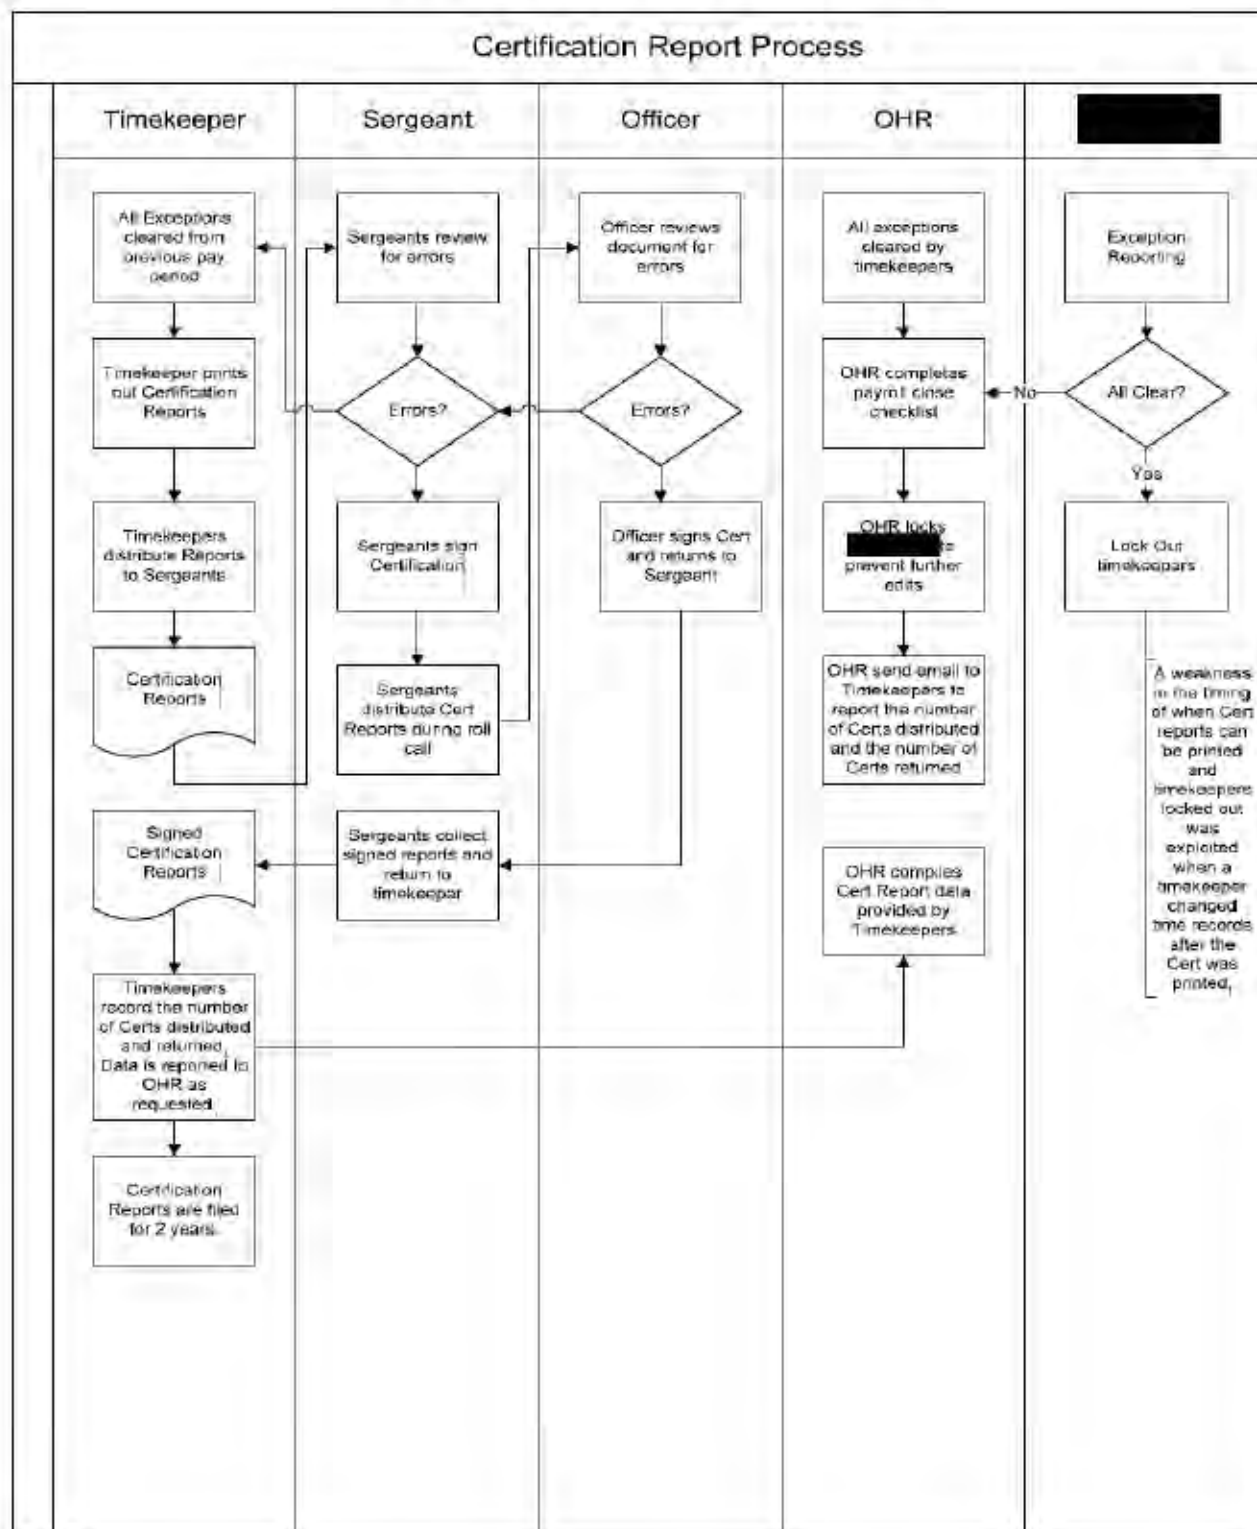 Certification Report Process
Timekeeper
Sergeant
Officer
OHR
All Exceptions
cleared from
previous pay
period
Timekeeper prints
out Certification
Reports
Timekeepers
distribute Reports
to Sergeants
Certification
Reports
Signed
Certification
Reports
Timekeepers
record the number
of Certs distributed
and returned.
Data is reported to
OHR as
requested
Certification
Reports are filed
for 2 years.
Sergeants review
for errors
Errors?
Sergeants sign
Certification
Sergeants
distribute Cert
Reports during roll
call
Sergeants collect
signed reports and
return to
timekeeper
Officer reviews
document for
errors
Errors?
Officer signs Cert
and returns to
Sergeant
All exceptions
cleared by
timekeepers
OHR completes
payroll close
checklist
OHR locks
to
prevent further
edits
OHR send email to
Timekeepers to
report the number
of Certs distributed
and the number of
Certs returned
OHR compiles
Cert Report data
provided by
Timekeepers
Exception
Reporting
All Clear?
No
Yes
Lock Out
timekeepers
A weakness
in the timing
of when Cert
reports can
be printed
and
timekeepers
locked out
was
exploited
when a
timekeeper
changed
time records
after the
Cert was
printed.